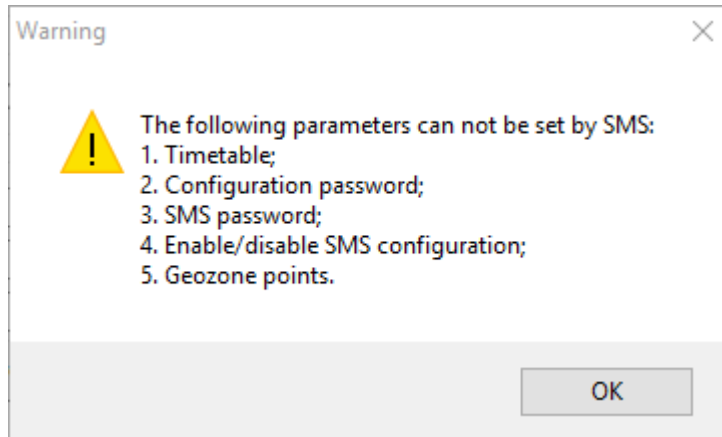 Warning
The following parameters can not be set by SMS:
1. Timetable;
2. Configuration password;
3. SMS password;
4. Enable/disable SMS configuration;
5. Geozone points.
OK